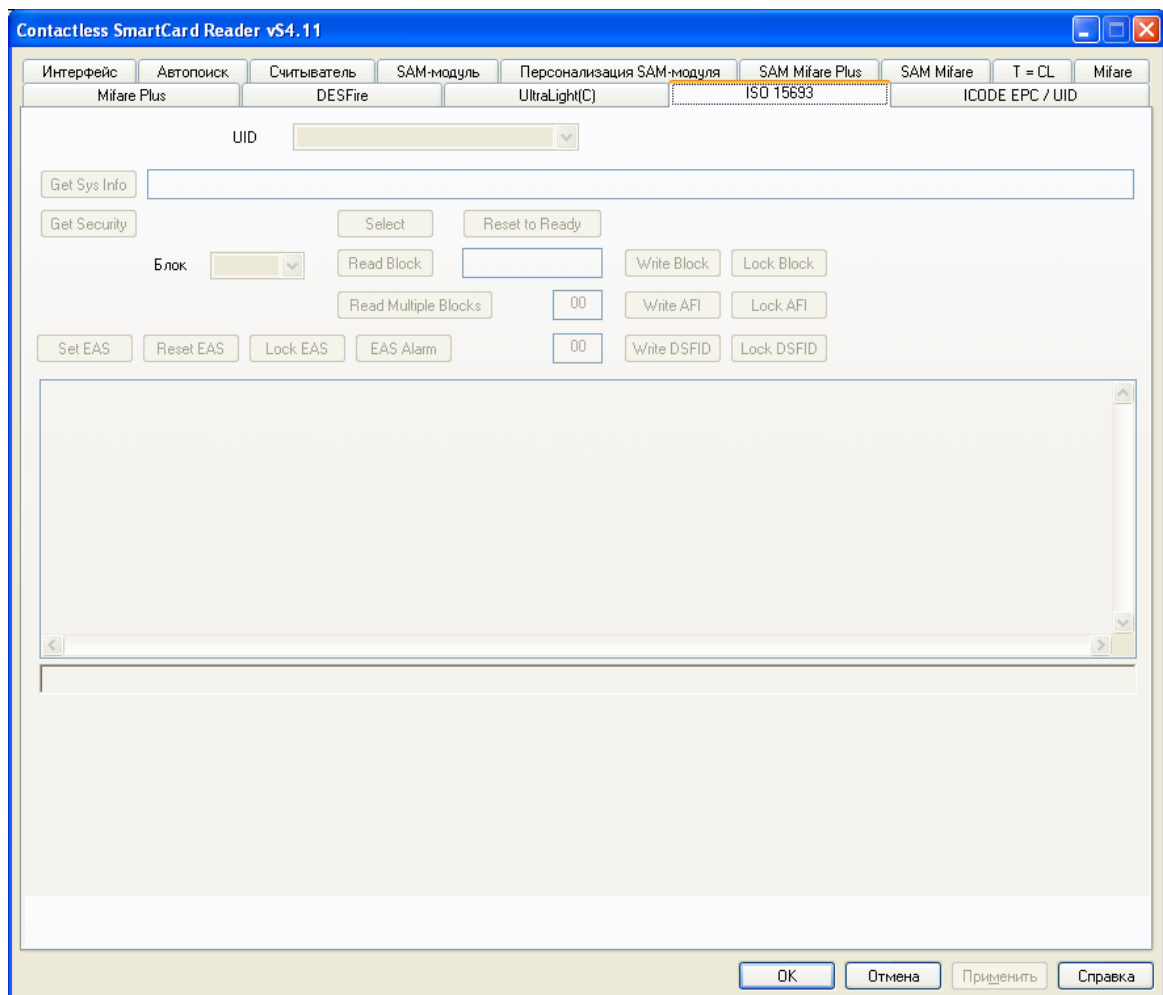 Contactless SmartCard Reader vS4.11
Интерфейс Автопоиск Считыватель SAM-модуль Персонализация SAM-модуля SAM Mifare Plus SAM Mifare T = CL Mifare
Mifare Plus DESFire UltraLight(C) ISO 15693 ICODE EPC / UID
UID
Get Sys Info
Get Security Select Reset to Ready
Блок Read Block Write Block Lock Block
Read Multiple Blocks 00 Write AFI Lock AFI
Set EAS Reset EAS Lock EAS EAS Alarm 00 Write DSFID Lock DSFID
OK Отмена Применить Справка